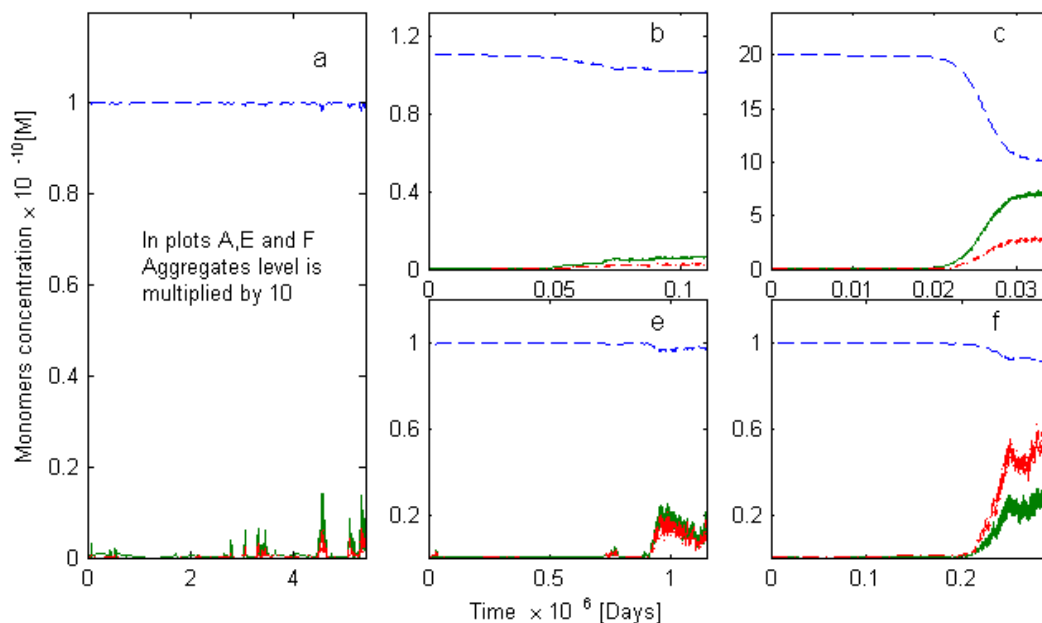 Monomers concentration × 10 -10[M]
a
1
0.8
0.6
0.4
0.2
0
0 2 4
In plots A,E and F
Aggregates level is
multiplied by 10
b
1.2
0.8
0.4
0
0 0.05 0.1
c
20
15
10
5
0
0 0.01 0.02 0.03
e
1
0.6
0.2
0 0.5 1
f
1
0.6
0.2
0 0.2
Time × 10 6 [Days]